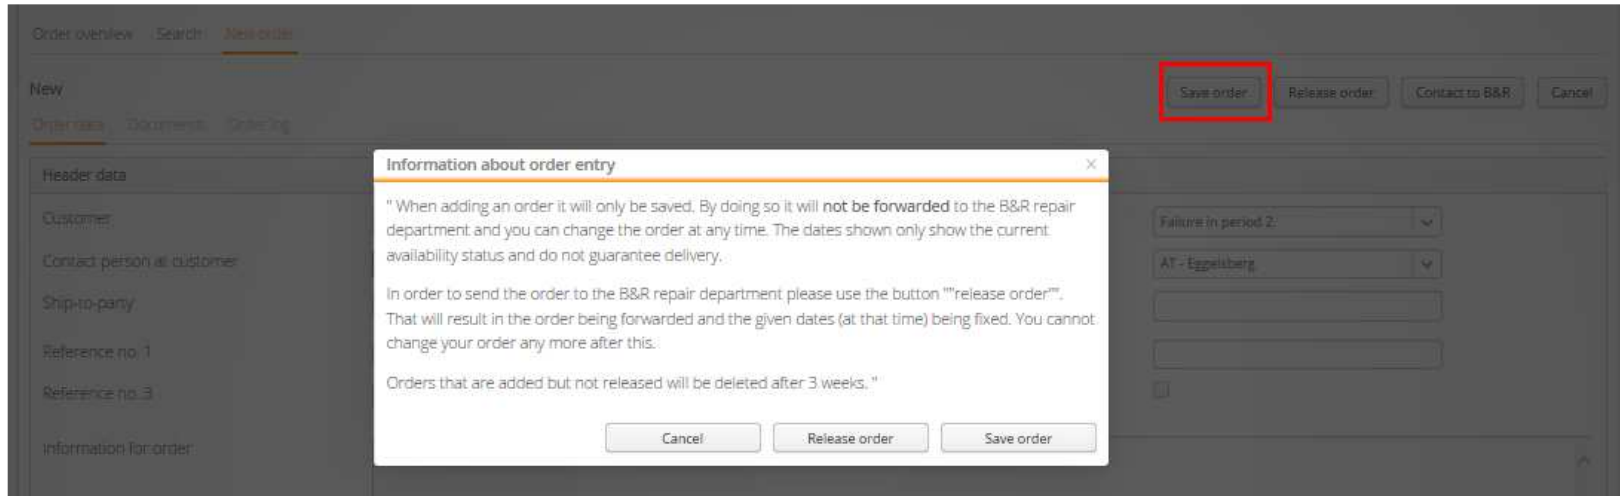 Order overview Search New order
New
Save order Release order Contact to B&R Cancel
Order data Documents Order log
Information about order entry
Header data
" When adding an order it will only be saved. By doing so it will not be forwarded to the B&R repair
Customer
Failure in period 2.
department and you can change the order at any time. The dates shown only show the current
availability status and do not guarantee delivery.
Contact person at customer
AT - Eggelsberg
In order to send the order to the B&R repair department please use the button ""release order"".
Ship-to-party
That will result in the order being forwarded and the given dates (at that time) being fixed. You cannot
change your order any more after this.
Reference no. 1
Orders that are added but not released will be deleted after 3 weeks. "
Reference no. 3
Cancel Release order Save order
Information for order